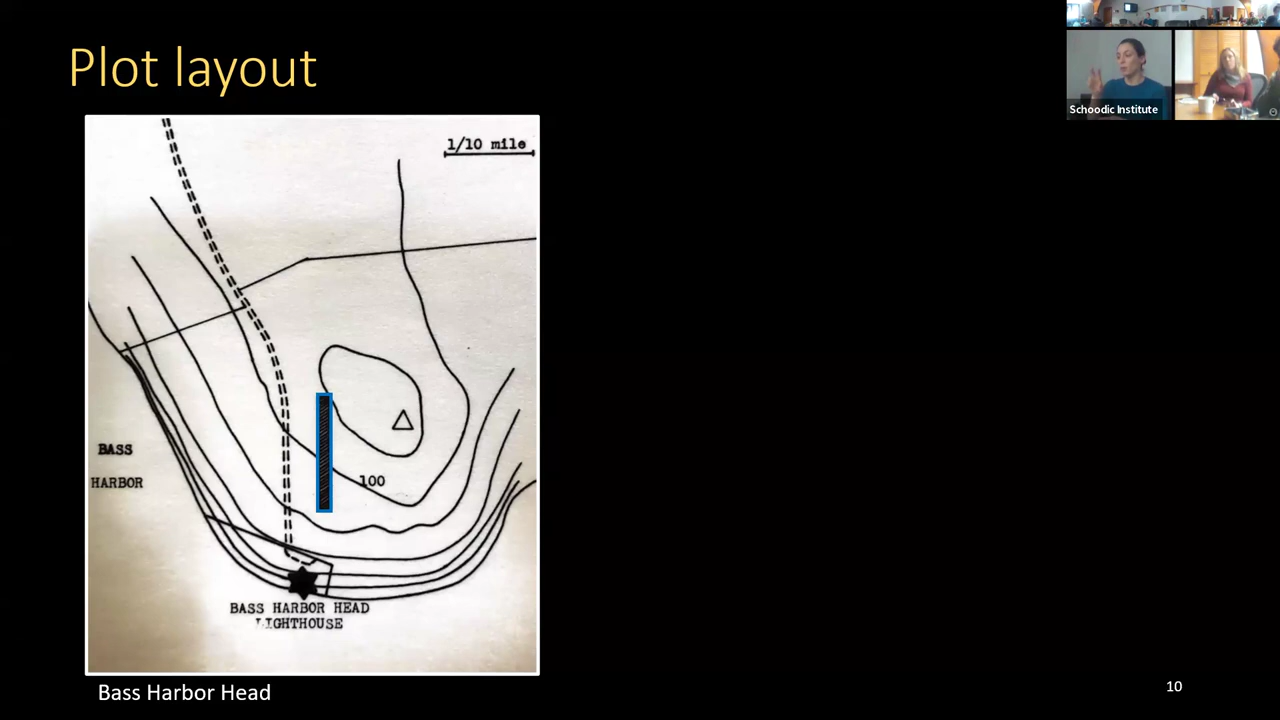 Plot layout
Schoodic Institute
1/10 mile
BASS
HARBOR
100
BASS HARBOR HEAD
LIGHTHOUSE
Bass Harbor Head
10